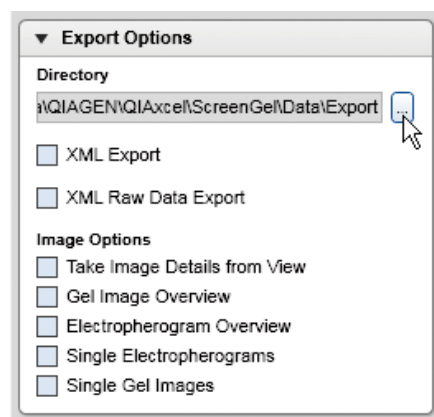 Export Options
Directory
\QIAGEN\QIAxcel\ScreenGel\Data\Export ...
XML Export
XML Raw Data Export
Image Options
Take Image Details from View
Gel Image Overview
Electropherogram Overview
Single Electropherograms
Single Gel Images